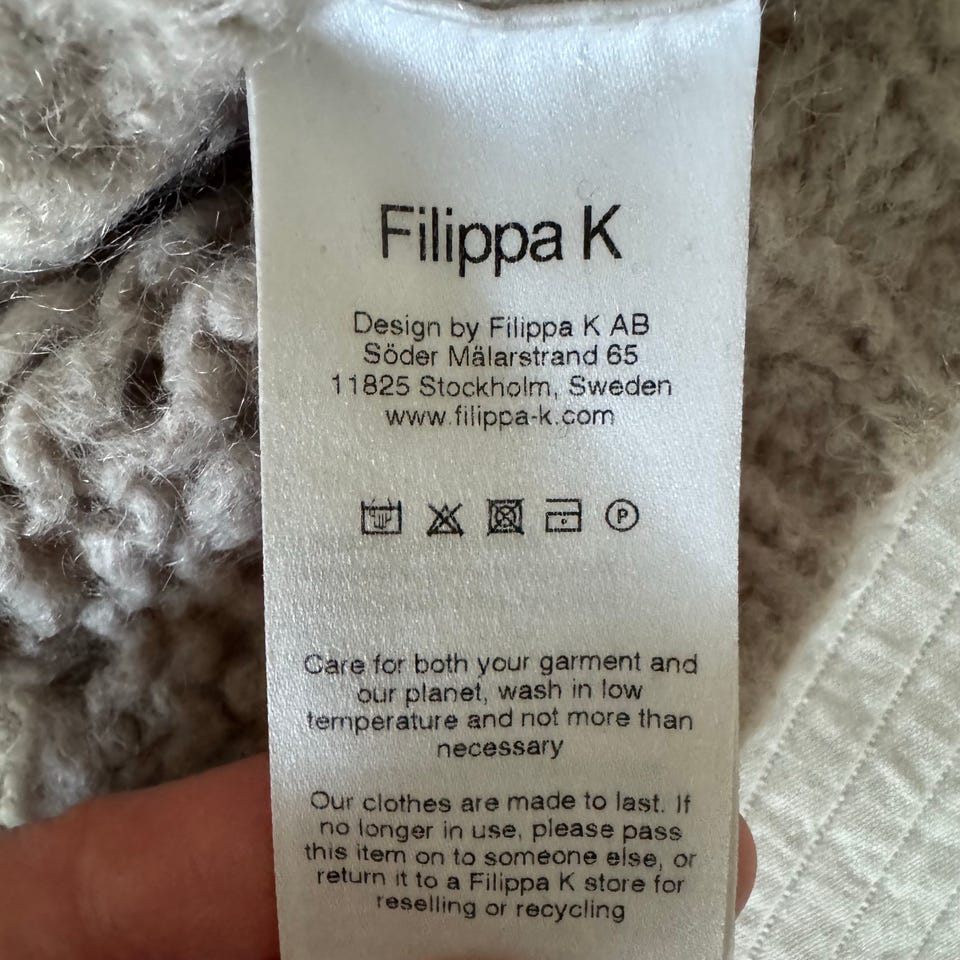 Filippa K
Design by Filippa K AB
Söder Mälarstrand 65
11825 Stockholm, Sweden
www.filippa-k.com
P
Care for both your garment and
our planet, wash in low
temperature and not more than
necessary
Our clothes are made to last. If
no longer in use, please pass
this item on to someone else, or
return it to a Filippa K store for
reselling or recycling